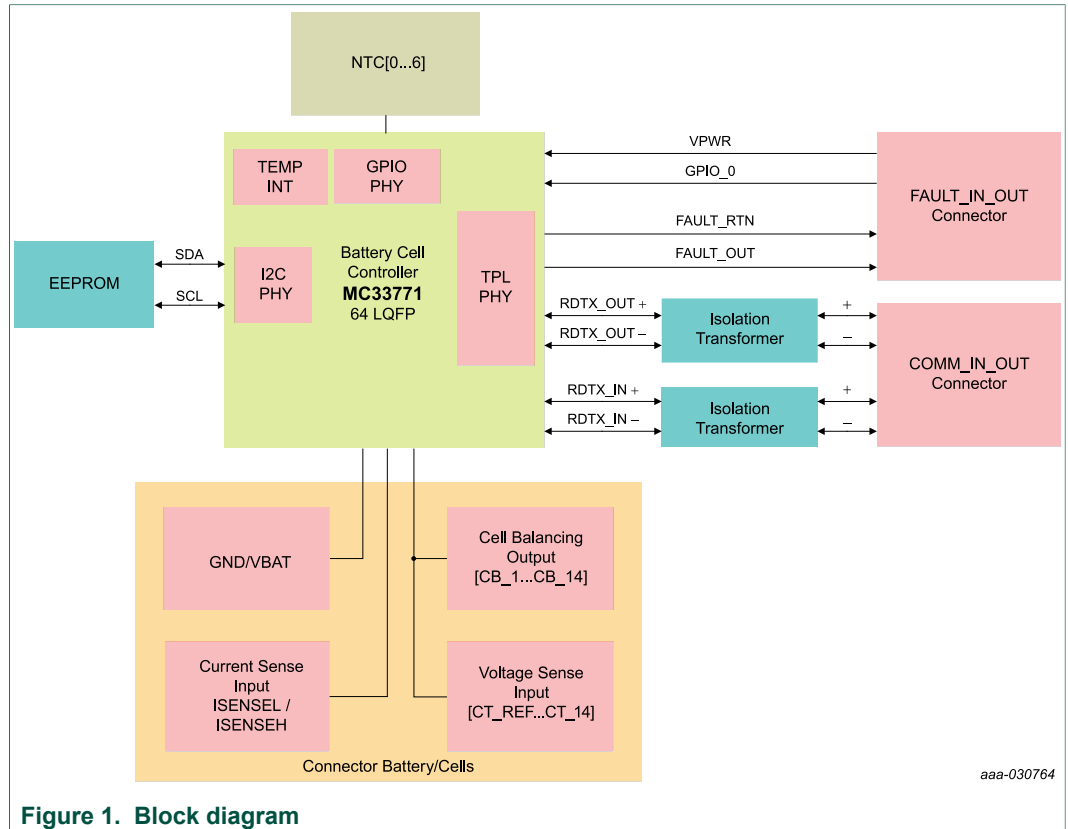 NTC[0...6]
TEMP
INT
GPIO
PHY
VPWR
GPIO_0
FAULT_RTN
FAULT_OUT
FAULT_IN_OUT
Connector
EEPROM
SDA
SCL
I2C
PHY
Battery Cell
Controller
MC33771
64 LQFP
TPL
PHY
RDTX_OUT +
RDTX_OUT –
Isolation
Transformer
+
–
RDTX_IN +
RDTX_IN –
Isolation
Transformer
+
–
COMM_IN_OUT
Connector
GND/VBAT
Cell Balancing
Output
[CB_1...CB_14]
Current Sense
Input
ISENSEL /
ISENSEH
Voltage Sense
Input
[CT_REF...CT_14]
Connector Battery/Cells
aaa-030764
Figure 1. Block diagram